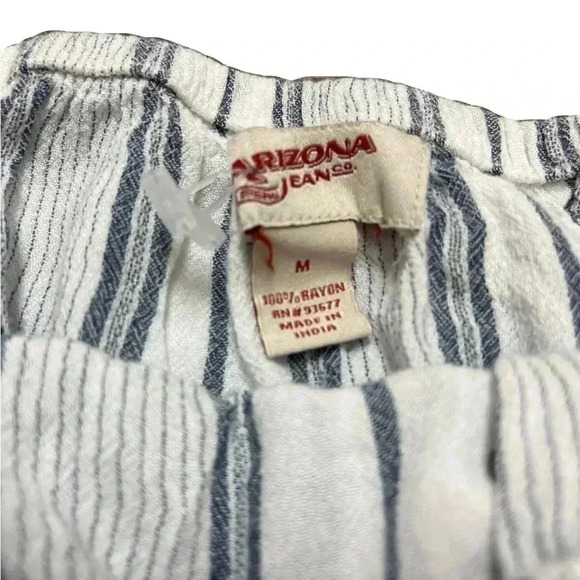 ARIZONA
JEAN CO.
M
100% RAYON
RN# 93677
MADE IN
INDIA